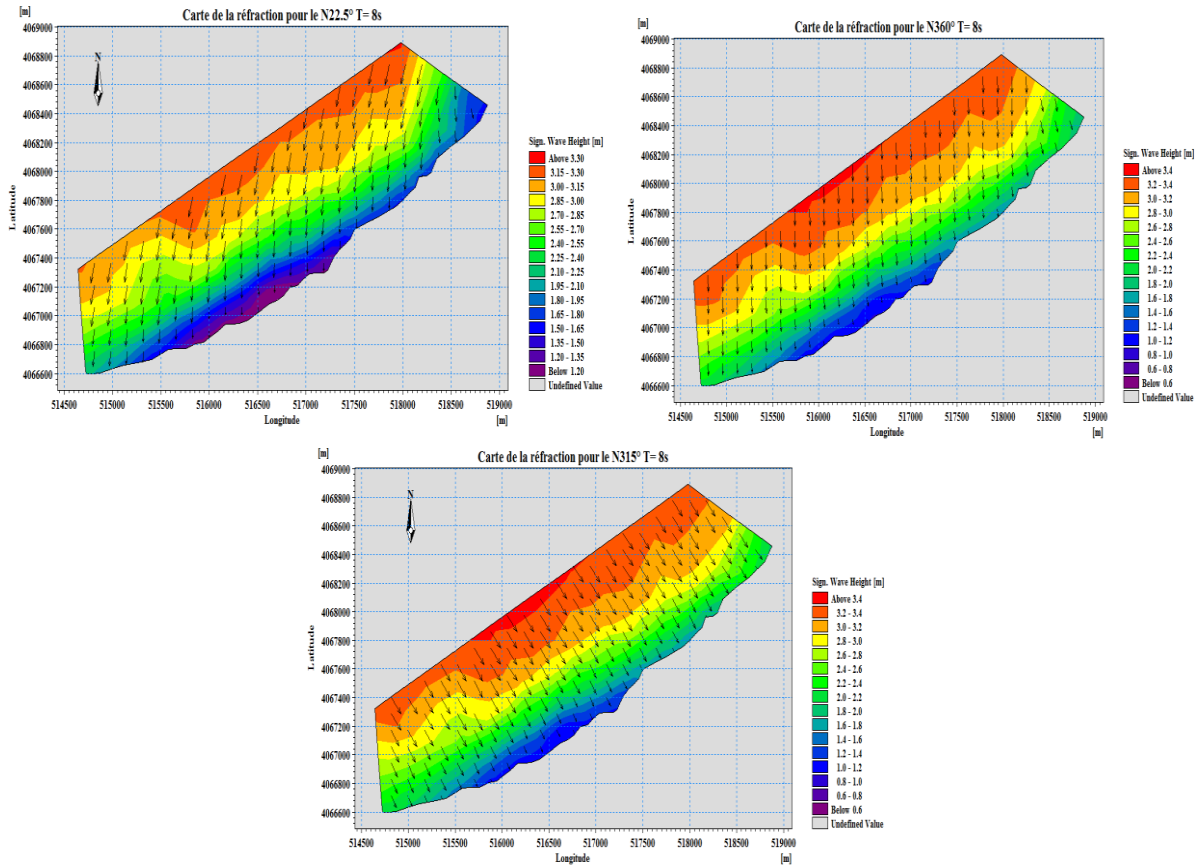 Carte de la réfraction pour le N22.5° T= 8s
[m]
4069000
4068800
4068600
4068400
4068200
4068000
4067800
4067600
4067400
4067200
4067000
4066800
4066600
Latitude
N
514500 515000 515500 516000 516500 517000 517500 518000 518500 519000
Longitude [m]
Sign. Wave Height [m]
Above 3.30
3.15 - 3.30
3.00 - 3.15
2.85 - 3.00
2.70 - 2.85
2.55 - 2.70
2.40 - 2.55
2.25 - 2.40
2.10 - 2.25
1.95 - 2.10
1.80 - 1.95
1.65 - 1.80
1.50 - 1.65
1.35 - 1.50
1.20 - 1.35
Below 1.20
Undefined Value
Carte de la réfraction pour le N360° T= 8s
[m]
4069000
4068800
4068600
4068400
4068200
4068000
4067800
4067600
4067400
4067200
4067000
4066800
4066600
Latitude
514500 515000 515500 516000 516500 517000 517500 518000 518500 519000
Longitude [m]
Sign. Wave Height [m]
Above 3.4
3.2 - 3.4
3.0 - 3.2
2.8 - 3.0
2.6 - 2.8
2.4 - 2.6
2.2 - 2.4
2.0 - 2.2
1.8 - 2.0
1.6 - 1.8
1.4 - 1.6
1.2 - 1.4
1.0 - 1.2
0.8 - 1.0
0.6 - 0.8
Below 0.6
Undefined Value
Carte de la réfraction pour le N315° T= 8s
[m]
4069000
4068800
4068600
4068400
4068200
4068000
4067800
4067600
4067400
4067200
4067000
4066800
4066600
Latitude
N
514500 515000 515500 516000 516500 517000 517500 518000 518500 519000
Longitude [m]
Sign. Wave Height [m]
Above 3.4
3.2 - 3.4
3.0 - 3.2
2.8 - 3.0
2.6 - 2.8
2.4 - 2.6
2.2 - 2.4
2.0 - 2.2
1.8 - 2.0
1.6 - 1.8
1.4 - 1.6
1.2 - 1.4
1.0 - 1.2
0.8 - 1.0
0.6 - 0.8
Below 0.6
Undefined Value